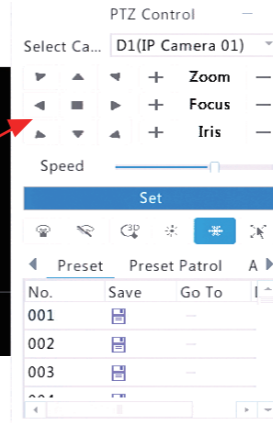 PTZ Control
Select Ca... D1(IP Camera 01)
Zoom
Focus
Iris
Speed
Set
3D
Preset Preset Patrol A
No. Save Go To
001
002
003